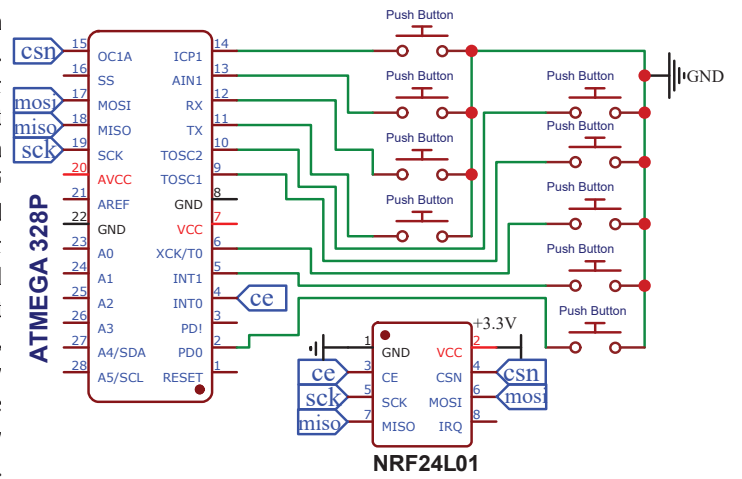 Push Button
csn
15
OC1A
ICP1
14
16
SS
AIN1
13
Push Button
Push Button
mosi
17
MOSI
RX
12
miso
18
MISO
TX
11
Push Button
Push Button
sck
19
SCK
TOSC2
10
20
AVCC
TOSC1
9
21
AREF
GND
8
Push Button
Push Button
22
GND
VCC
7
23
A0
XCK/T0
6
24
A1
INT1
5
Push Button
25
A2
INT0
4
ce
26
A3
PD!
3
27
A4/SDA
PD0
2
28
A5/SCL
RESET
1
Push Button
GND
ATMEGA 328P
+3.3V
1
GND
VCC
2
ce
3
CE
CSN
4
csn
sck
5
SCK
MOSI
6
mosi
miso
7
MISO
IRQ
8
NRF24L01